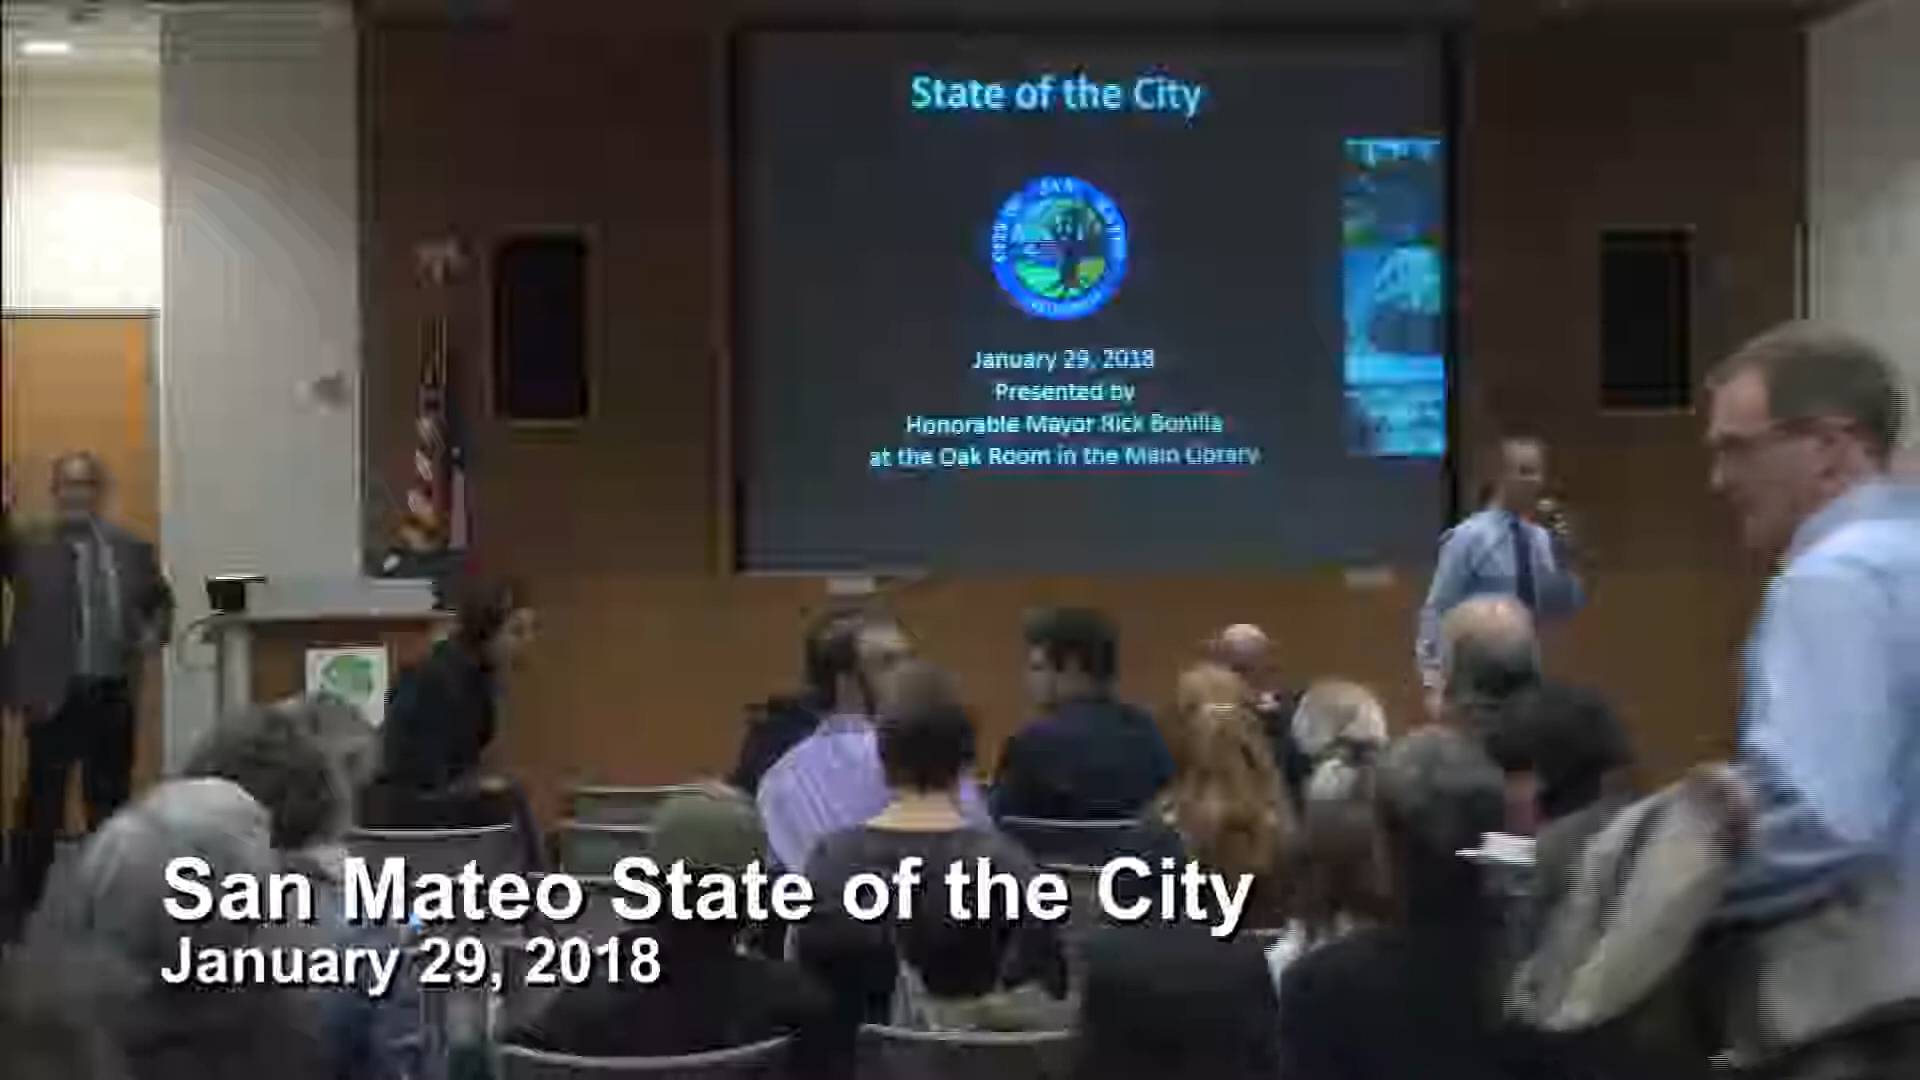 State of the City
January 29, 2018
Presented by
Honorable Mayor Rick Bonilla
at the Oak Room in the Main Library
San Mateo State of the City
January 29, 2018